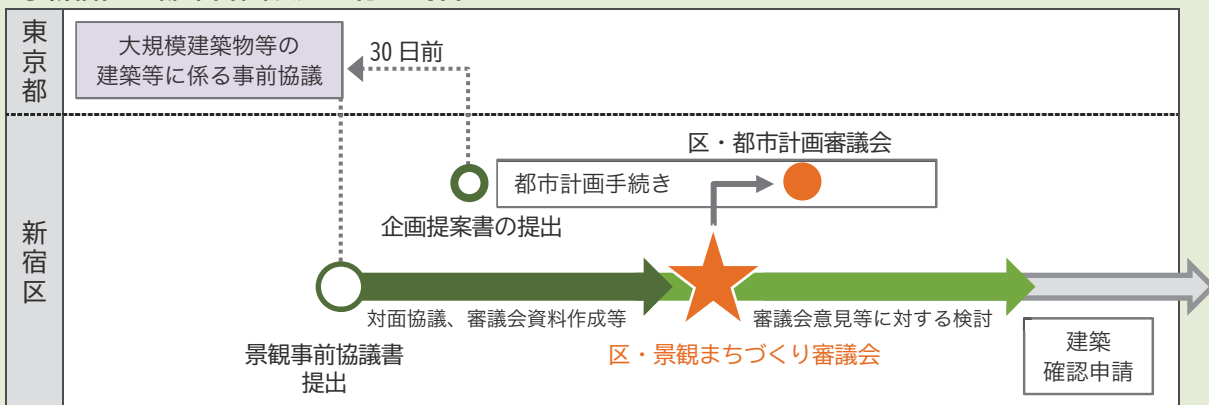 東京都
大規模建築物等の
建築等に係る事前協議
30日前
新宿区
区・都市計画審議会
都市計画手続き
企画提案書の提出
対面協議、審議会資料作成等
審議会意見等に対する検討
景観事前協議書
提出
区・景観まちづくり審議会
建築
確認申請